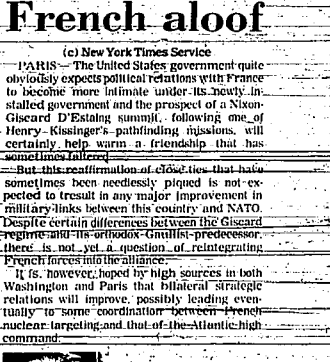 French aloof
(c) New York Times Service
PARIS — The United States government quite
obviously expects political relations with France
to become more intimate under its newly in-
stalled government and the prospect of a Nixon-
Giscard D'Estaing summit, following one of
Henry Kissinger's pathfinding missions, will
certainly help warm a friendship that has
sometimes faltered.
But this reaffirmation of close ties that have
sometimes been needlessly piqued is not ex-
pected to tresult in any major improvement in
military links between this country and NATO.
Despite certain differences between the Giscard
regime and its orthodox Gaullist predecessor,
there is not yet a question of reintegrating
French forces into the alliance.
It is, however, hoped by high sources in both
Washington and Paris that bilateral strategic
relations will improve, possibly leading even-
tually to some coordination between French
nuclear targeting and that of the Atlantic high
command.